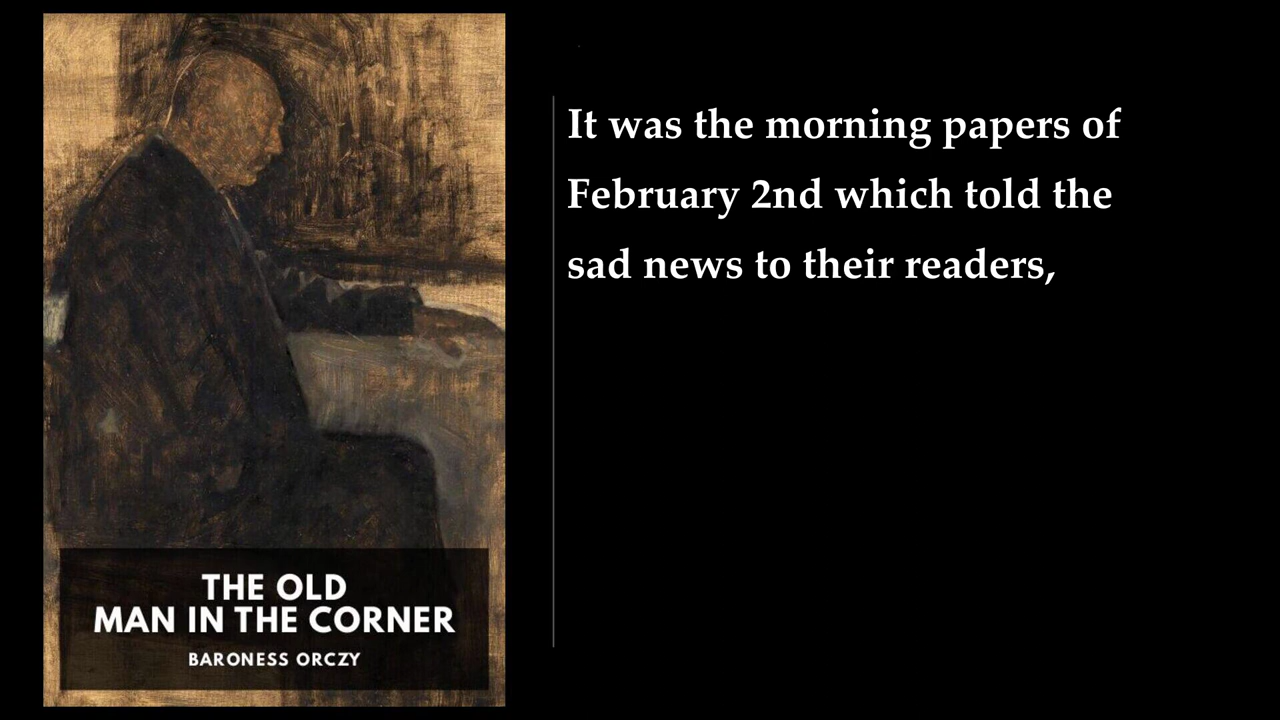 THE OLD
MAN IN THE CORNER
BARONESS ORCZY
It was the morning papers of
February 2nd which told the
sad news to their readers,